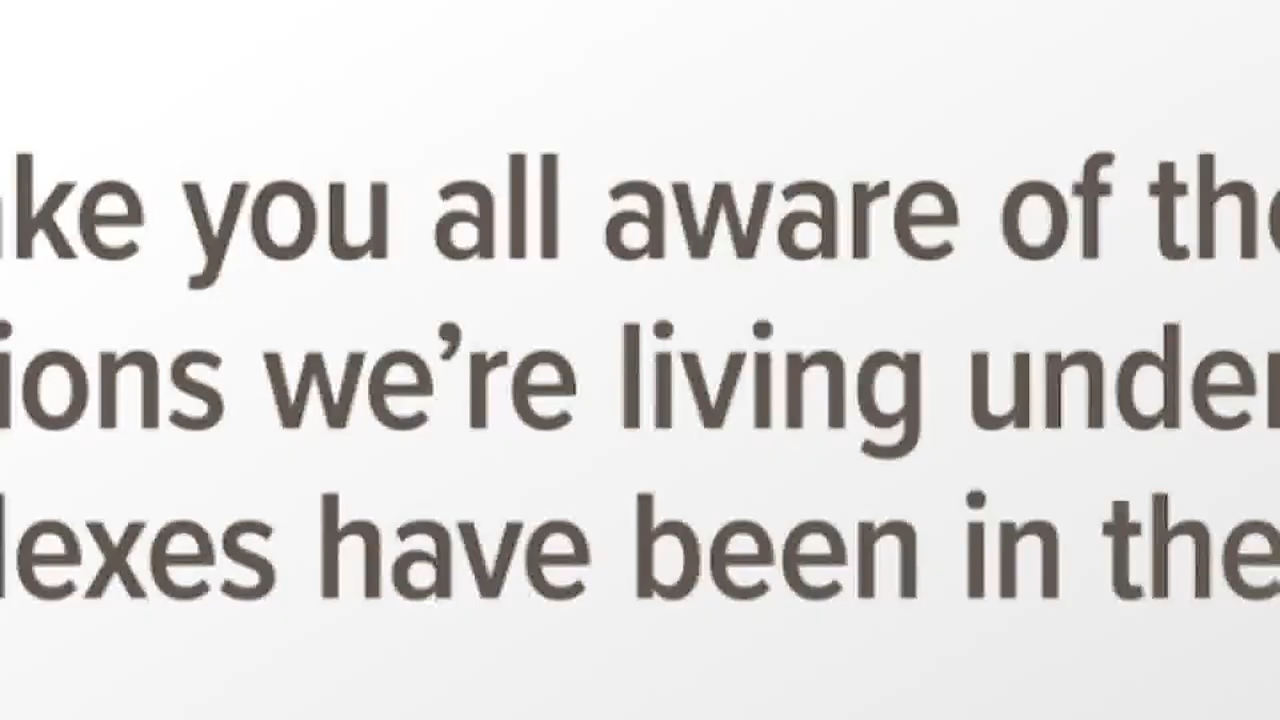 ake you all aware of the
ions we’re living under
lexes have been in the